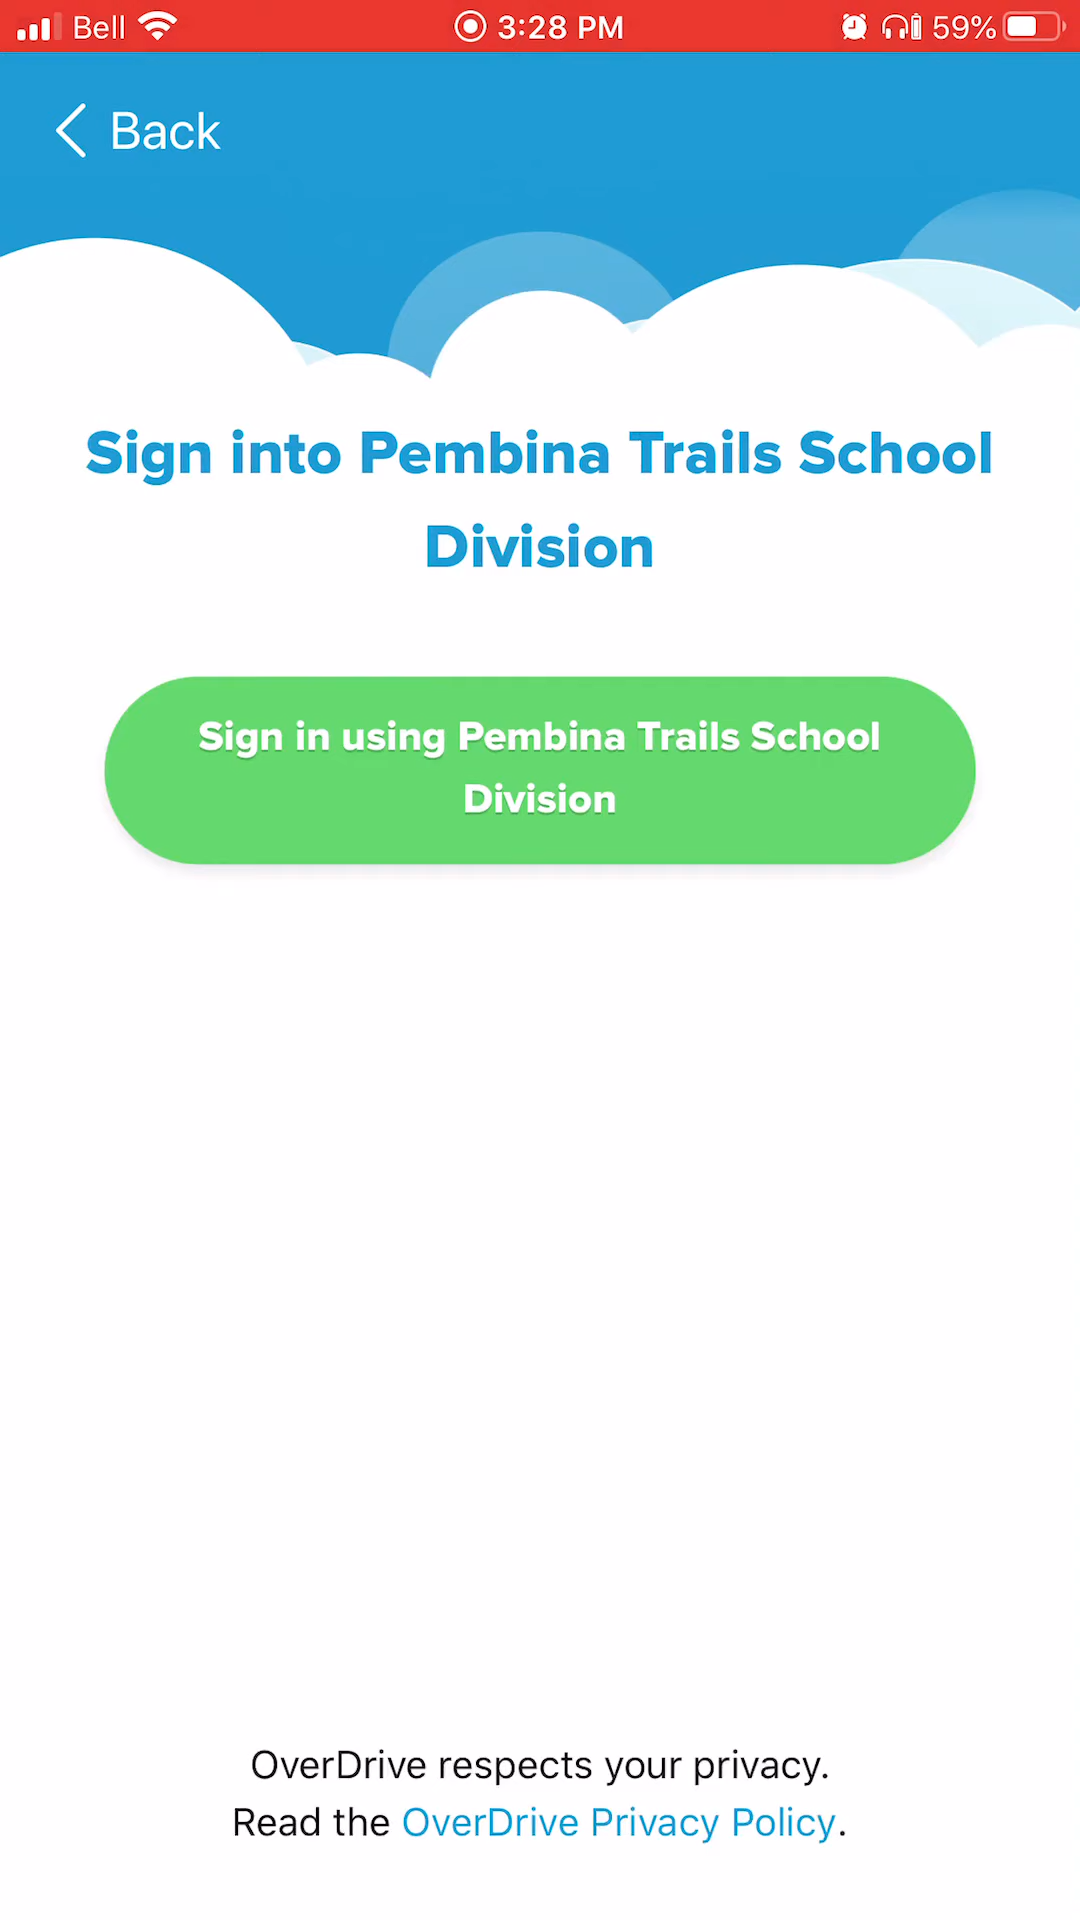 Bell 3:28 PM 59%
Back
Sign into Pembina Trails School
Division
Sign in using Pembina Trails School
Division
OverDrive respects your privacy.
Read the OverDrive Privacy Policy.